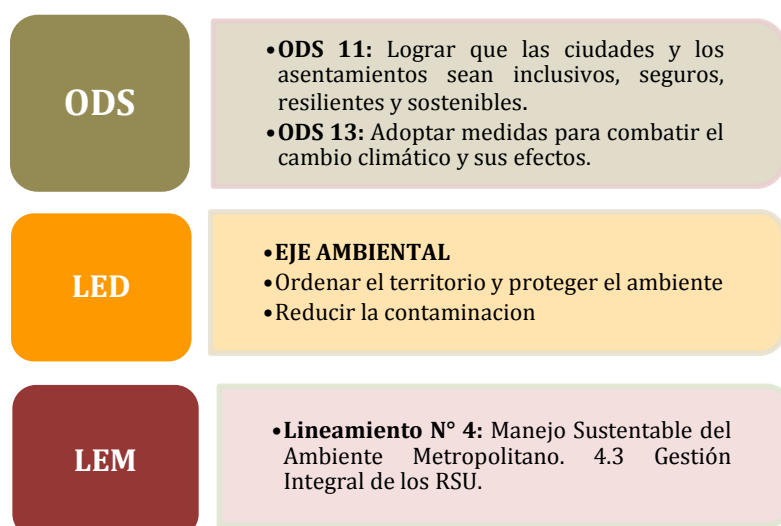 ODS
•ODS 11: Lograr que las ciudades y los
asentamientos sean inclusivos, seguros,
resilientes y sostenibles.
•ODS 13: Adoptar medidas para combatir el
cambio climático y sus efectos.
LED
•EJE AMBIENTAL
•Ordenar el territorio y proteger el ambiente
•Reducir la contaminacion
LEM
•Lineamiento N° 4: Manejo Sustentable del
Ambiente Metropolitano. 4.3 Gestión
Integral de los RSU.